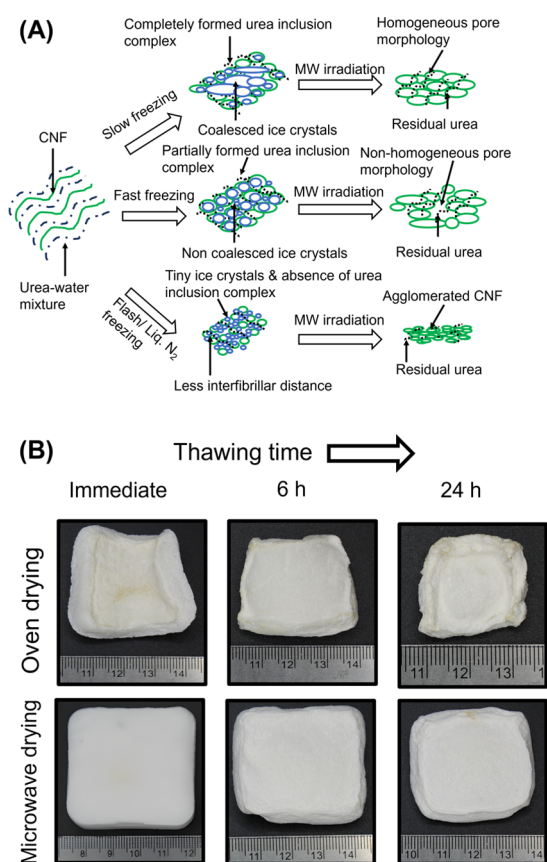 (A)
Completely formed urea inclusion
complex
Homogeneous pore
morphology
MW irradiation
Slow freezing
Coalesced ice crystals
Residual urea
CNF
Partially formed urea inclusion
complex
Non-homogeneous pore
morphology
Fast freezing
MW irradiation
Non coalesced ice crystals
Residual urea
Urea-water
mixture
Tiny ice crystals & absence of urea
inclusion complex
Agglomerated CNF
Flash/ Liq. N2
freezing
MW irradiation
Residual urea
Less interfibrillar distance
(B)
Thawing time
Immediate
6 h
24 h
Oven drying
11 12 13 14
11 12 13 14
11 12 13 1
Microwave drying
8 9 10 11 12
11 12 13 14
10 11 12 13 14